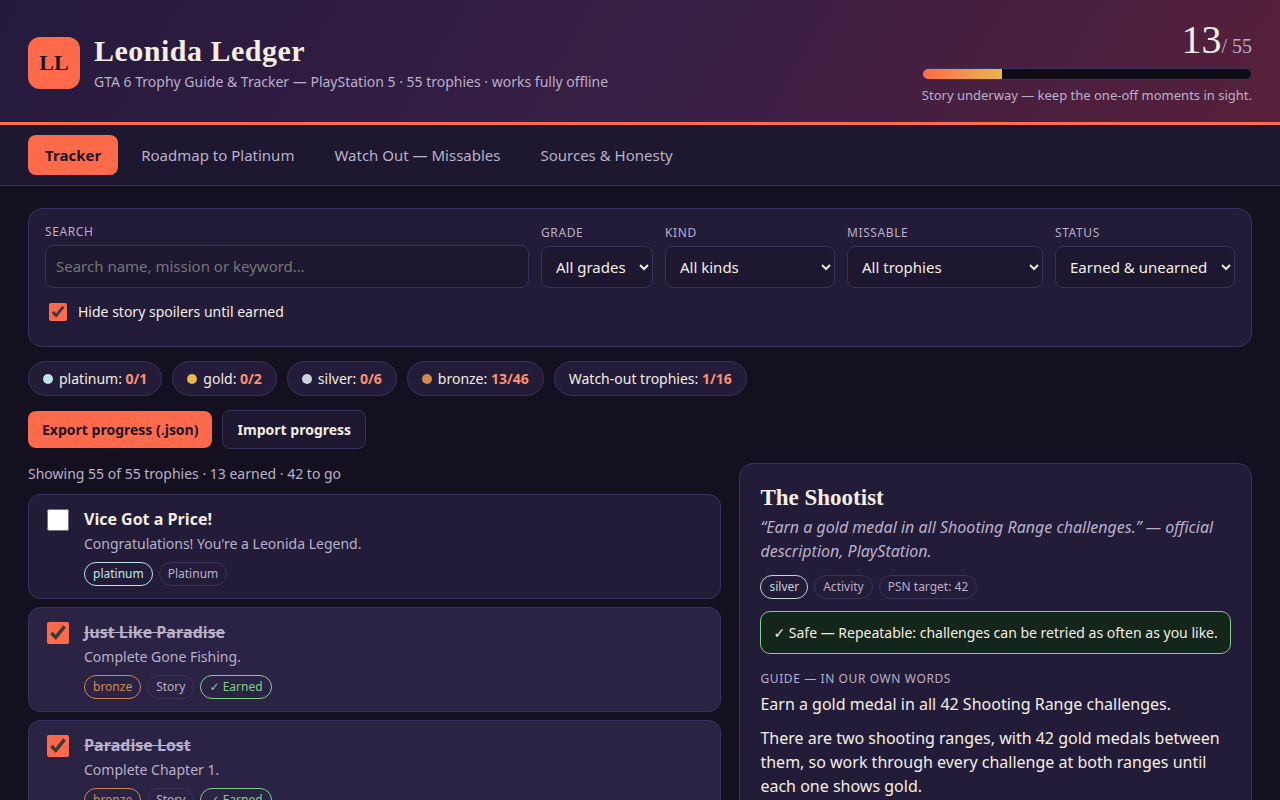 LL
Leonida Ledger
GTA 6 Trophy Guide & Tracker — PlayStation 5 · 55 trophies · works fully offline
13/ 55
Story underway — keep the one-off moments in sight.
Tracker
Roadmap to Platinum
Watch Out — Missables
Sources & Honesty
SEARCH
Search name, mission or keyword...
GRADE
All grades
KIND
All kinds
MISSABLE
All trophies
STATUS
Earned & unearned
Hide story spoilers until earned
platinum: 0/1
gold: 0/2
silver: 0/6
bronze: 13/46
Watch-out trophies: 1/16
Export progress (.json)
Import progress
Showing 55 of 55 trophies · 13 earned · 42 to go
Vice Got a Price!
Congratulations! You're a Leonida Legend.
platinum
Platinum
Just Like Paradise
Complete Gone Fishing.
bronze
Story
✓ Earned
Paradise Lost
Complete Chapter 1.
bronze
Story
✓ Earned
The Shootist
“Earn a gold medal in all Shooting Range challenges.” — official
description, PlayStation.
silver
Activity
PSN target: 42
✓ Safe — Repeatable: challenges can be retried as often as you like.
GUIDE — IN OUR OWN WORDS
Earn a gold medal in all 42 Shooting Range challenges.
There are two shooting ranges, with 42 gold medals between
them, so work through every challenge at both ranges until
each one shows gold.